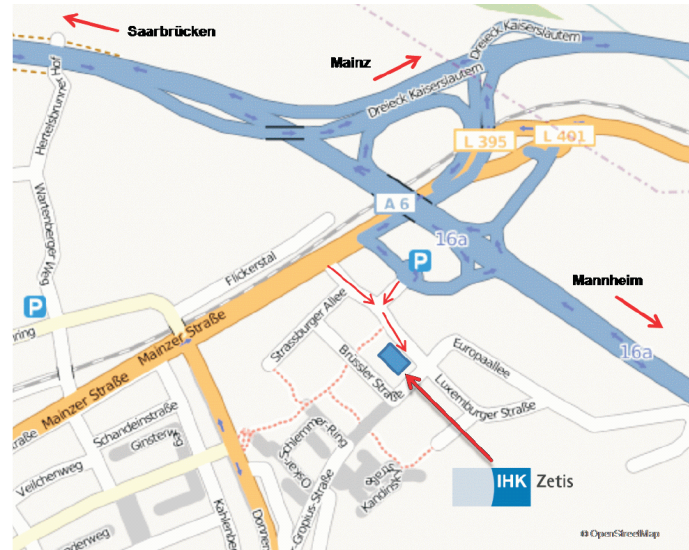 Saarbrücken
Mainz
Dreieck Kaiserslautern
Dreieck Kaiserslautern
Hertelsbrunner Hof
L 395
L 401
Wartenberger Weg
A 6
16a
P
Flickerstal
Mannheim
P
Mainzer Straße
Strassburger Allee
16a
Brüssler Straße
Europaallee
Mainzer Straße
Luxemburger Straße
Schandeinstraße
Ginsterweg
Oskar-
Schlemmer-
Ring
Veilchenweg
Kandinsky-
straße
IHK Zetis
-Gropius-Straße
Kahlenberg
Donner
© OpenStreetMap